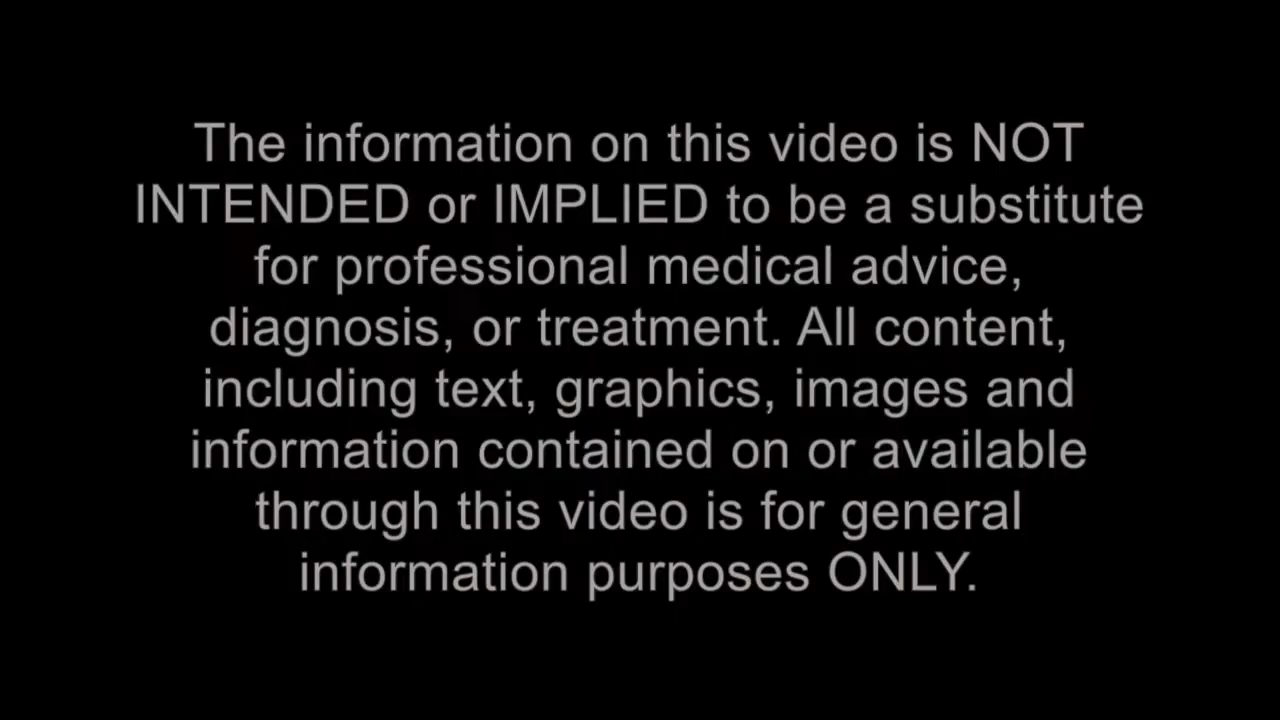 The information on this video is NOT
INTENDED or IMPLIED to be a substitute
for professional medical advice,
diagnosis, or treatment. All content,
including text, graphics, images and
information contained on or available
through this video is for general
information purposes ONLY.